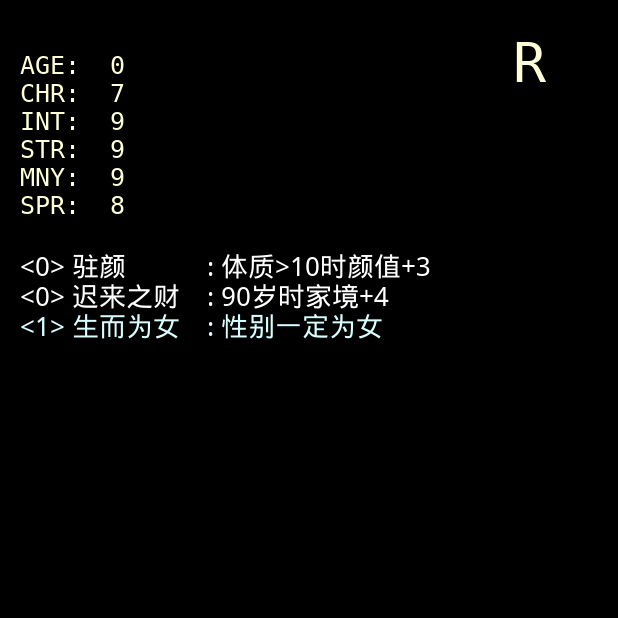 R
AGE: 0
CHR: 7
INT: 9
STR: 9
MNY: 9
SPR: 8
<0> 驻颜 : 体质>10时颜值+3
<0> 迟来之财 : 90岁时家境+4
<1> 生而为女 : 性别一定为女